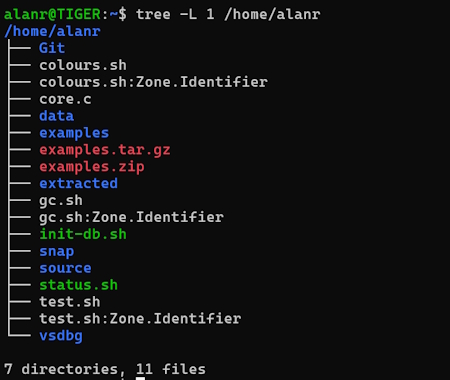 alanr@TIGER:~$ tree -L 1 /home/alanr
/home/alanr
├── Git
├── colours.sh
├── colours.sh:Zone.Identifier
├── core.c
├── data
├── examples
├── examples.tar.gz
├── examples.zip
├── extracted
├── gc.sh
├── gc.sh:Zone.Identifier
├── init-db.sh
├── snap
├── source
├── status.sh
├── test.sh
├── test.sh:Zone.Identifier
└── vsdbg
7 directories, 11 files